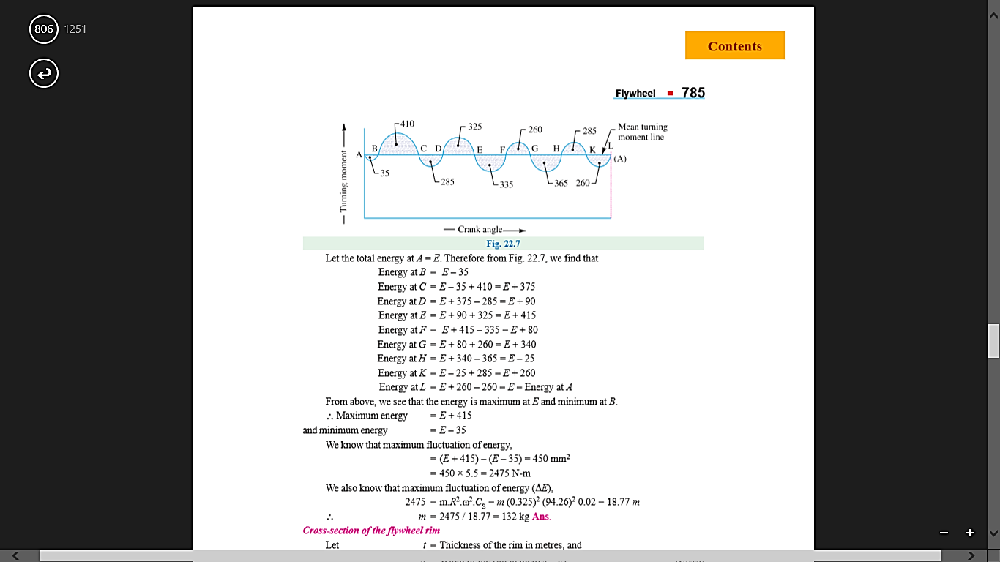 806 1251
Contents
Flywheel ■ 785
410
325
260
285
Mean turning
moment line
A B C D E F G H K L
(A)
35
285
335
365
260
Turning moment
Crank angle
Fig. 22.7
Let the total energy at A = E. Therefore from Fig. 22.7, we find that
Energy at B = E – 35
Energy at C = E – 35 + 410 = E + 375
Energy at D = E + 375 – 285 = E + 90
Energy at E = E + 90 + 325 = E + 415
Energy at F = E + 415 – 335 = E + 80
Energy at G = E + 80 + 260 = E + 340
Energy at H = E + 340 – 365 = E – 25
Energy at K = E – 25 + 285 = E + 260
Energy at L = E + 260 – 260 = E = Energy at A
From above, we see that the energy is maximum at E and minimum at B.
∴ Maximum energy = E + 415
and minimum energy = E – 35
We know that maximum fluctuation of energy,
= (E + 415) – (E – 35) = 450 mm²
= 450 × 5.5 = 2475 N-m
We also know that maximum fluctuation of energy (ΔE),
2475 = m.R².ω².Cₛ = m (0.325)² (94.26)² 0.02 = 18.77 m
∴ m = 2475 / 18.77 = 132 kg Ans.
Cross-section of the flywheel rim
Let t = Thickness of the rim in metres, and